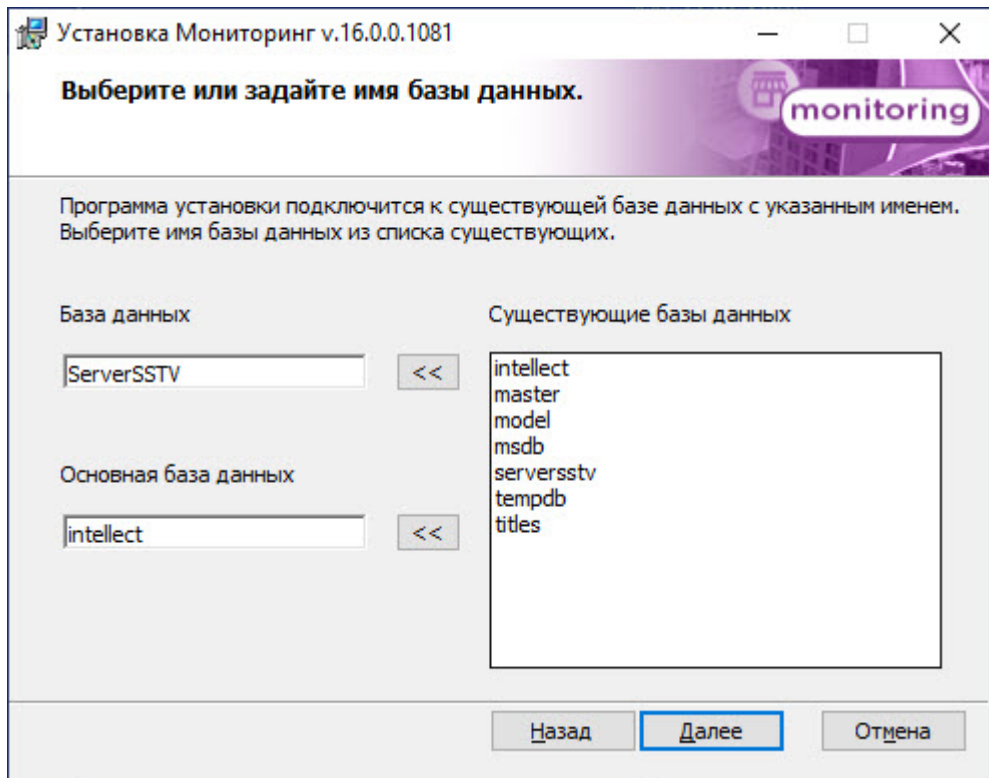 Установка Мониторинг v.16.0.0.1081
Выберите или задайте имя базы данных.
monitoring
Программа установки подключится к существующей базе данных с указанным именем.
Выберите имя базы данных из списка существующих.
База данных
ServerSSTV
<<
Основная база данных
intellect
<<
Существующие базы данных
intellect
master
model
msdb
serversstv
tempdb
titles
Назад
Далее
Отмена